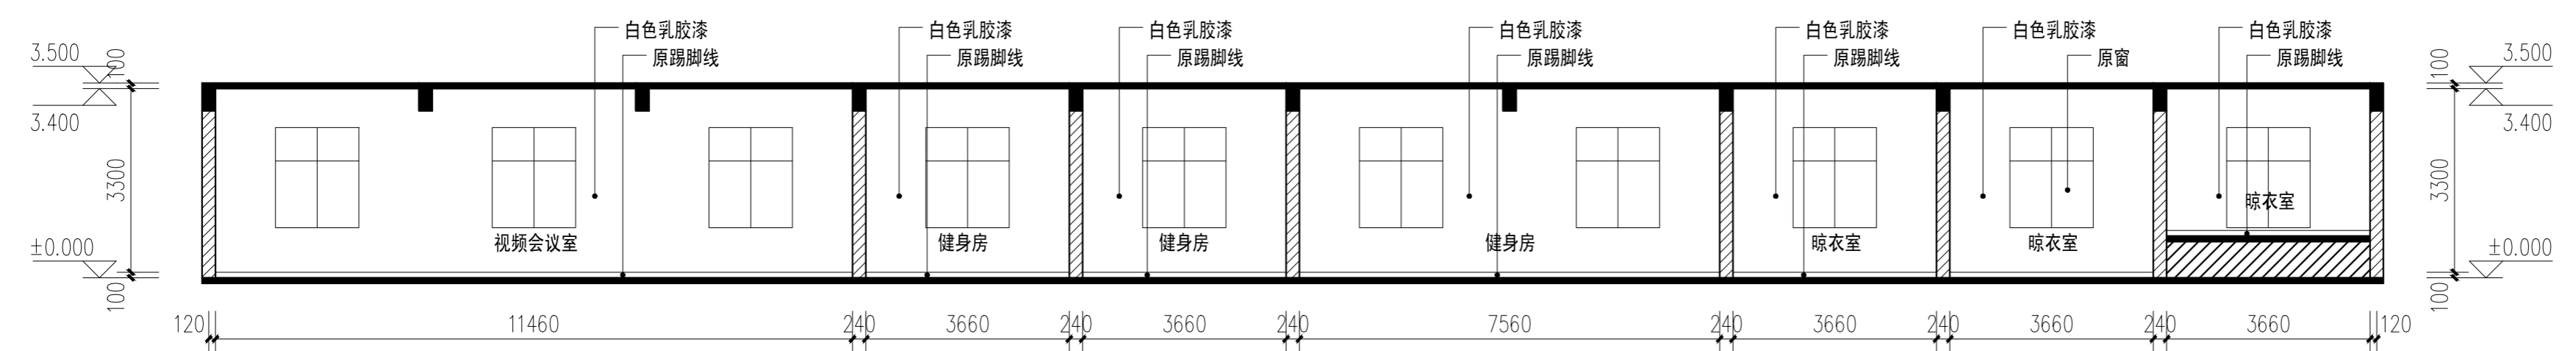 白色乳胶漆 白色乳胶漆 白色乳胶漆 白色乳胶漆 白色乳胶漆 白色乳胶漆 白色乳胶漆
3.500 100 原踢脚线 原踢脚线 原踢脚线 原踢脚线 原踢脚线 原窗 原踢脚线 100 3.500
3.400 3.400
3300 3300
晾衣室
±0.000 视频会议室 健身房 健身房 健身房 晾衣室 晾衣室 ±0.000
100 100
120 11460 240 3660 240 3660 240 7560 240 3660 240 3660 240 3660 120